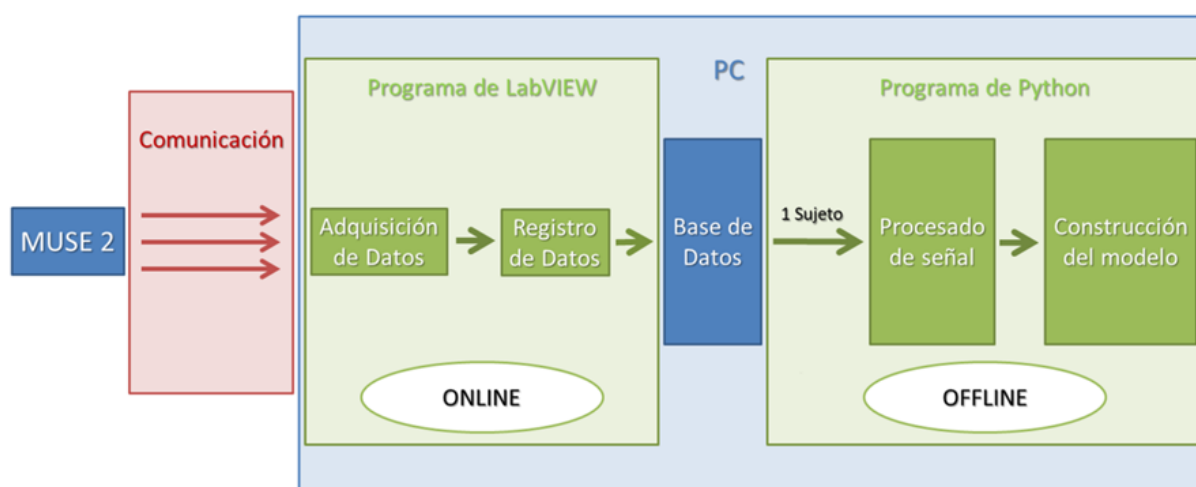 PC
Programa de LabVIEW
Programa de Python
Comunicación
MUSE 2
Adquisición
de Datos
Registro
de Datos
Base de
Datos
1 Sujeto
Procesado
de señal
Construcción
del modelo
ONLINE
OFFLINE